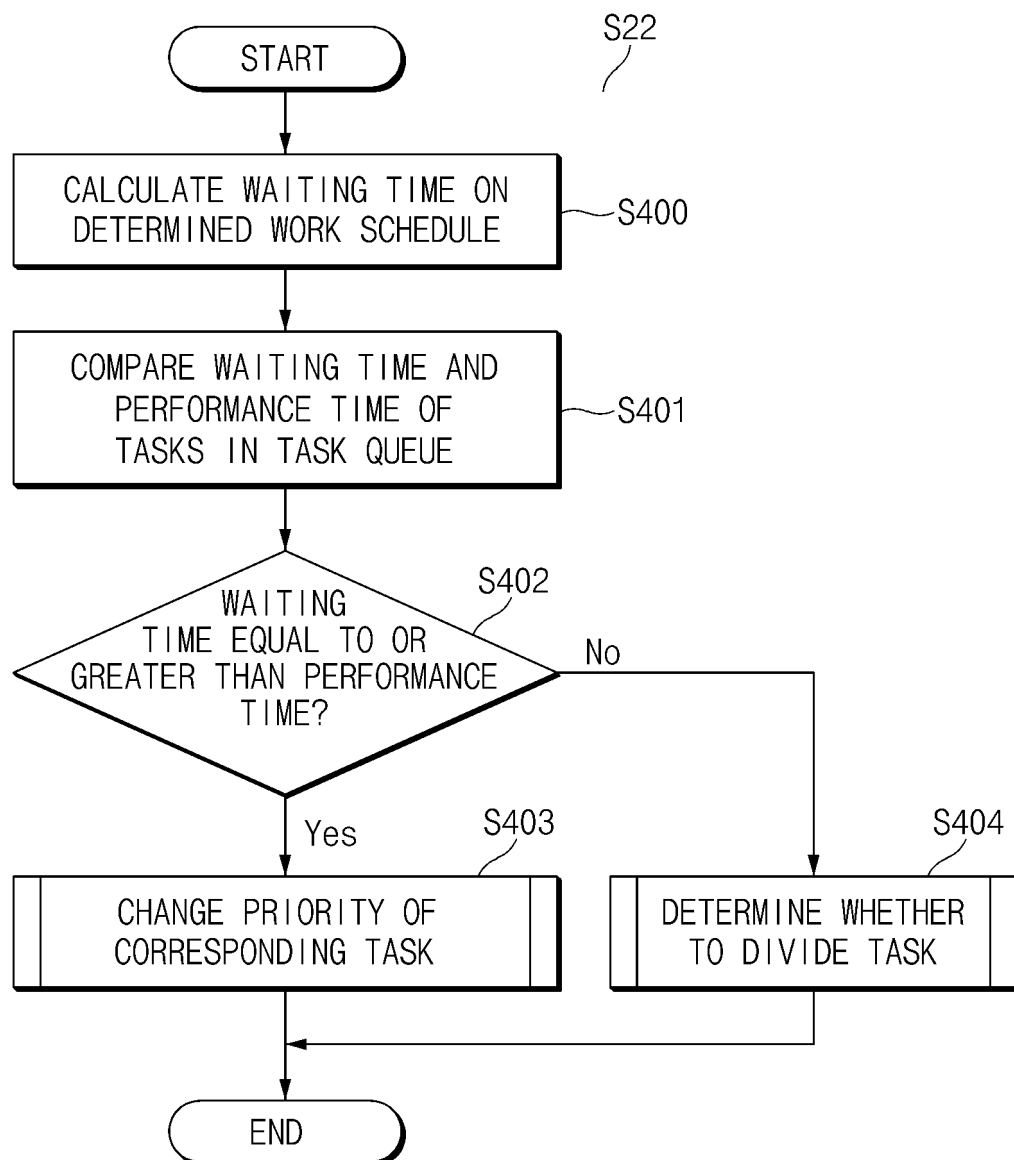 S22
START
CALCULATE WAITING TIME ON
DETERMINED WORK SCHEDULE
S400
COMPARE WAITING TIME AND
PERFORMANCE TIME OF
TASKS IN TASK QUEUE
S401
S402
WAITING
TIME EQUAL TO OR
GREATER THAN PERFORMANCE
TIME?
No
Yes
S403
CHANGE PRIORITY OF
CORRESPONDING TASK
S404
DETERMINE WHETHER
TO DIVIDE TASK
END